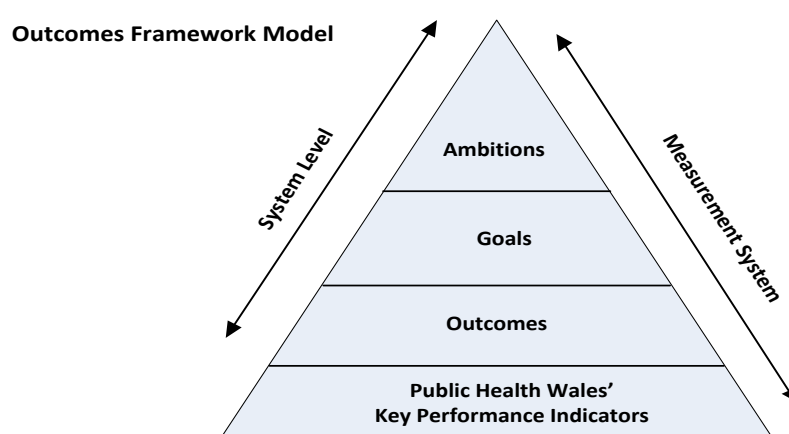 Outcomes Framework Model
System Level
Measurement System
Ambitions
Goals
Outcomes
Public Health Wales’
Key Performance Indicators